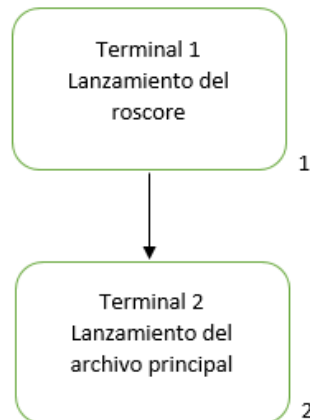 Terminal 1
Lanzamiento del
roscore
1
Terminal 2
Lanzamiento del
archivo principal
2